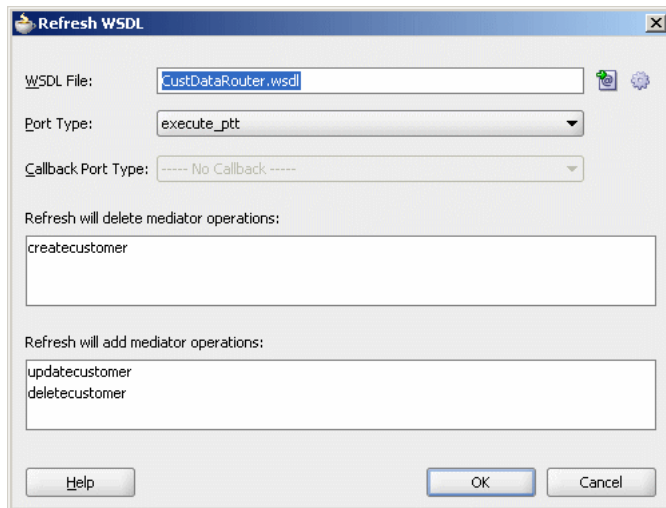 Refresh WSDL
WSDL File: CustDataRouter.wsdl
Port Type: execute_ptt
Callback Port Type: ----- No Callback -----
Refresh will delete mediator operations:
createcustomer
Refresh will add mediator operations:
updatecustomer
deletecustomer
Help OK Cancel